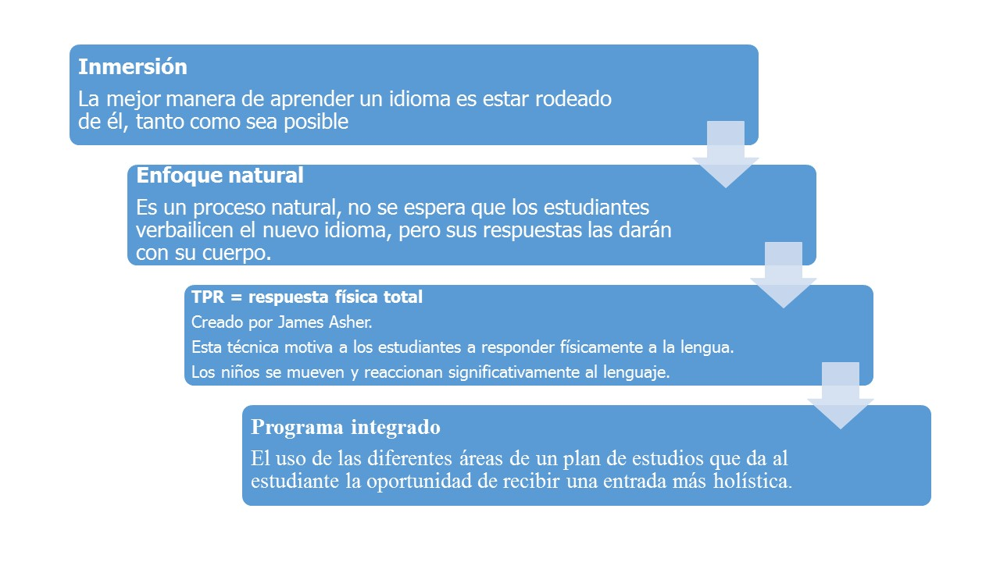 Inmersión
La mejor manera de aprender un idioma es estar rodeado
de él, tanto como sea posible
Enfoque natural
Es un proceso natural, no se espera que los estudiantes
verbailicen el nuevo idioma, pero sus respuestas las darán
con su cuerpo.
TPR = respuesta física total
Creado por James Asher.
Esta técnica motiva a los estudiantes a responder físicamente a la lengua.
Los niños se mueven y reaccionan significativamente al lenguaje.
Programa integrado
El uso de las diferentes áreas de un plan de estudios que da al
estudiante la oportunidad de recibir una entrada más holística.